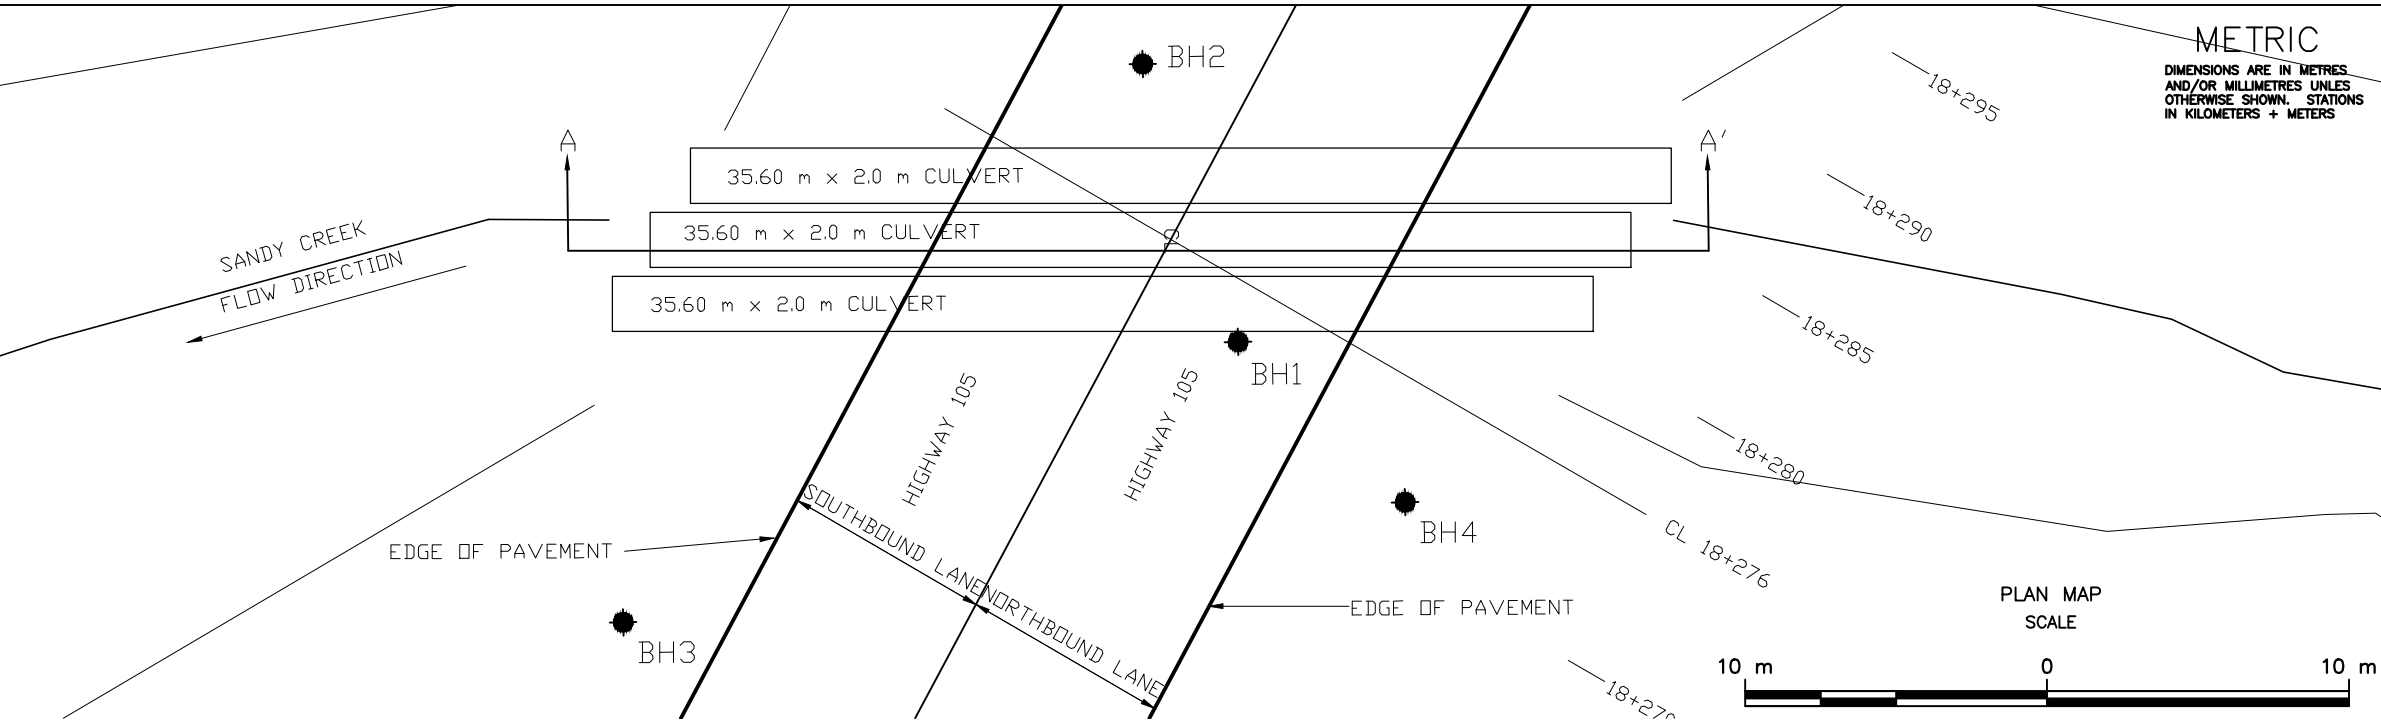 METRIC
DIMENSIONS ARE IN METRES
AND/OR MILLIMETRES UNLES
OTHERWISE SHOWN. STATIONS
IN KILOMETERS + METERS
BH2
18+295
A
A'
35.60 m x 2.0 m CULVERT
18+290
35.60 m x 2.0 m CULVERT
SANDY CREEK
FLOW DIRECTION
35.60 m x 2.0 m CULVERT
18+285
BH1
HIGHWAY 105
HIGHWAY 105
18+280
SOUTHBOUND LANE
NORTHBOUND LANE
BH4
CL 18+276
EDGE OF PAVEMENT
EDGE OF PAVEMENT
BH3
PLAN MAP
SCALE
10 m 0 10 m